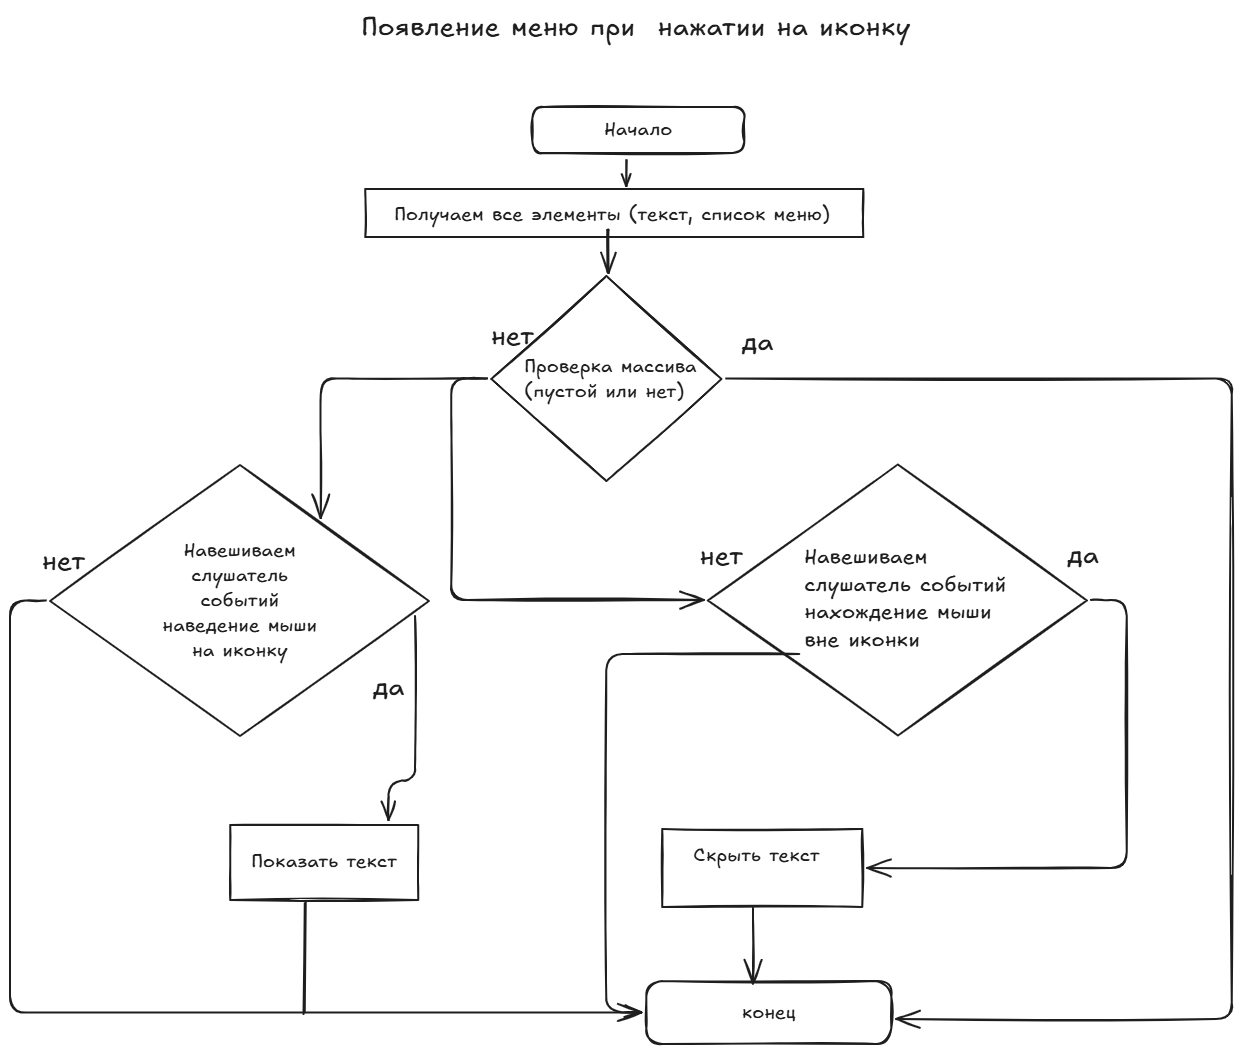 Появление меню при нажатии на иконку
Начало
Получаем все элементы (текст, список меню)
нет
да
Проверка массива
(пустой или нет)
нет
Навешиваем
слушатель
событий
наведение мыши
на иконку
да
нет
Навешиваем
слушатель событий
нахождение мыши
вне иконки
да
Показать текст
Скрыть текст
конец